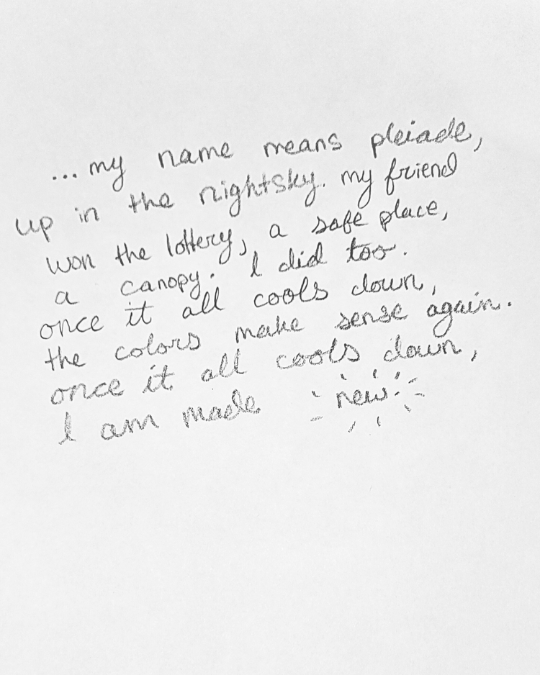 ...my name means pleiade,
up in the nightsky. my friend
won the lottery, a safe place,
a canopy. I did too.
once it all cools down,
the colors make sense again.
once it all cools down,
I am made new